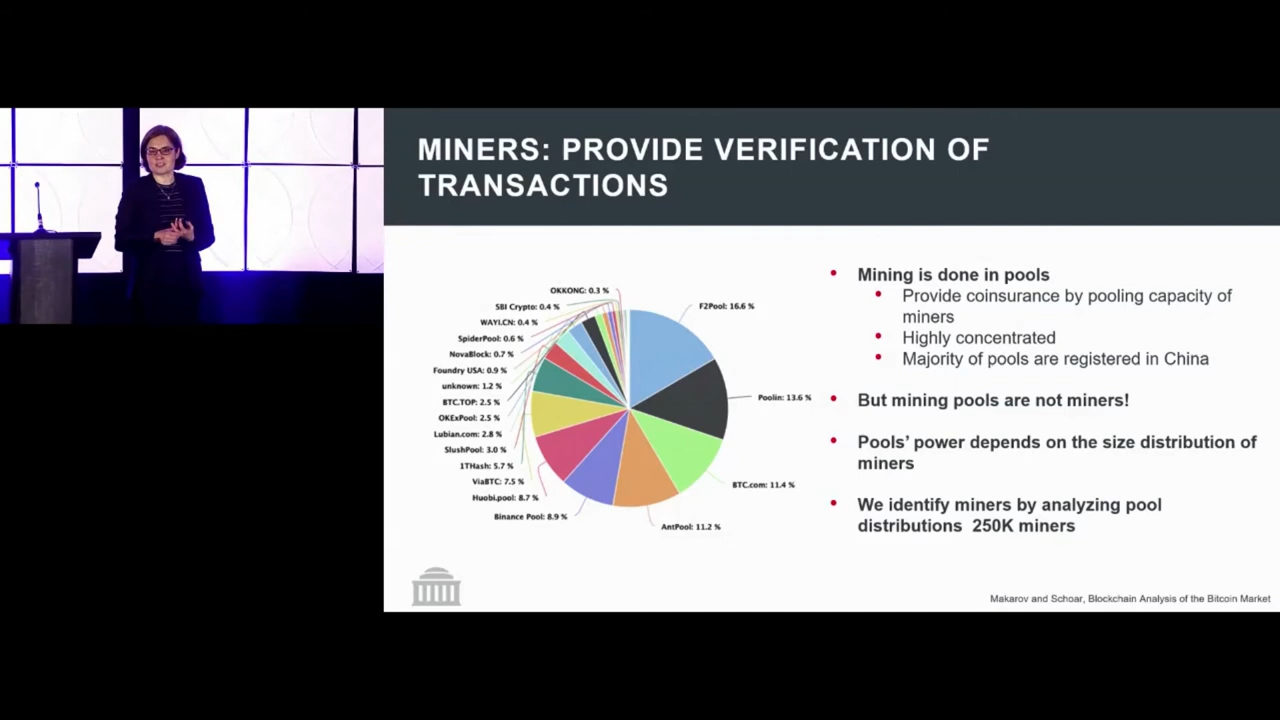 MINERS: PROVIDE VERIFICATION OF
TRANSACTIONS
OKKONG: 0.3 %
SBI Crypto: 0.4 %
WAYI.CN: 0.4 %
SpiderPool: 0.6 %
NovaBlock: 0.7 %
Foundry USA: 0.9 %
unknown: 1.2 %
BTC.TOP: 2.5 %
OKExPool: 2.5 %
Lubian.com: 2.8 %
SlushPool: 3.0 %
1THash: 5.7 %
ViaBTC: 7.5 %
Huobi.pool: 8.7 %
Binance Pool: 8.9 %
F2Pool: 16.6 %
Poolin: 13.6 %
BTC.com: 11.4 %
AntPool: 11.2 %
• Mining is done in pools
• Provide coinsurance by pooling capacity of
miners
• Highly concentrated
• Majority of pools are registered in China
• But mining pools are not miners!
• Pools’ power depends on the size distribution of
miners
• We identify miners by analyzing pool
distributions 250K miners
Makarov and Schoar, Blockchain Analysis of the Bitcoin Market